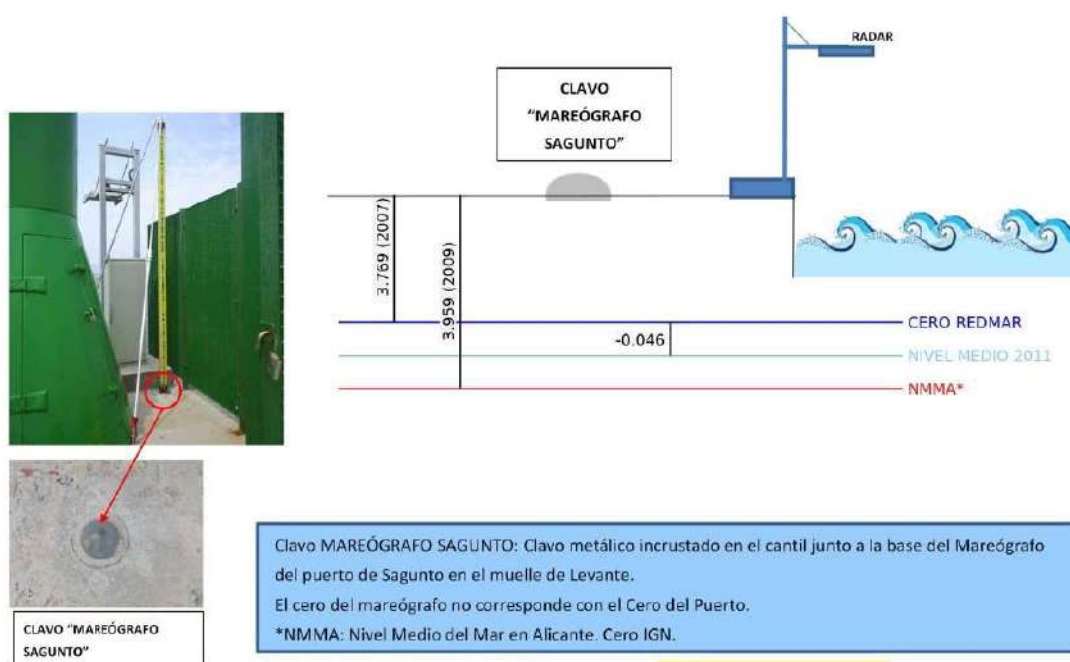 RADAR
CLAVO
"MAREÓGRAFO
SAGUNTO"
3.769 (2007)
3.959 (2009)
CERO REDMAR
-0.046
NIVEL MEDIO 2011
NMMA*
Clavo MAREÓGRAFO SAGUNTO: Clavo metálico incrustado en el cantil junto a la base del Mareógrafo
del puerto de Sagunto en el muelle de Levante.
El cero del mareógrafo no corresponde con el Cero del Puerto.
*NMMA: Nivel Medio del Mar en Alicante. Cero IGN.
CLAVO "MAREÓGRAFO
SAGUNTO"